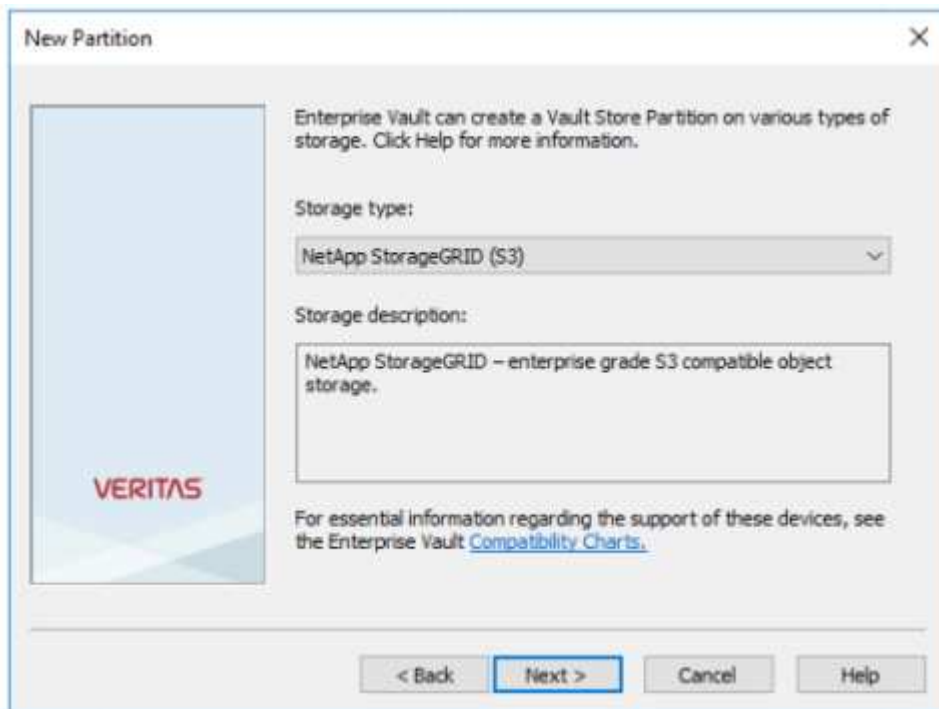 New Partition
Enterprise Vault can create a Vault Store Partition on various types of
storage. Click Help for more information.
Storage type:
NetApp StorageGRID (S3)
Storage description:
NetApp StorageGRID – enterprise grade S3 compatible object
storage.
VERITAS
For essential information regarding the support of these devices, see
the Enterprise Vault Compatibility Charts.
< Back Next > Cancel Help